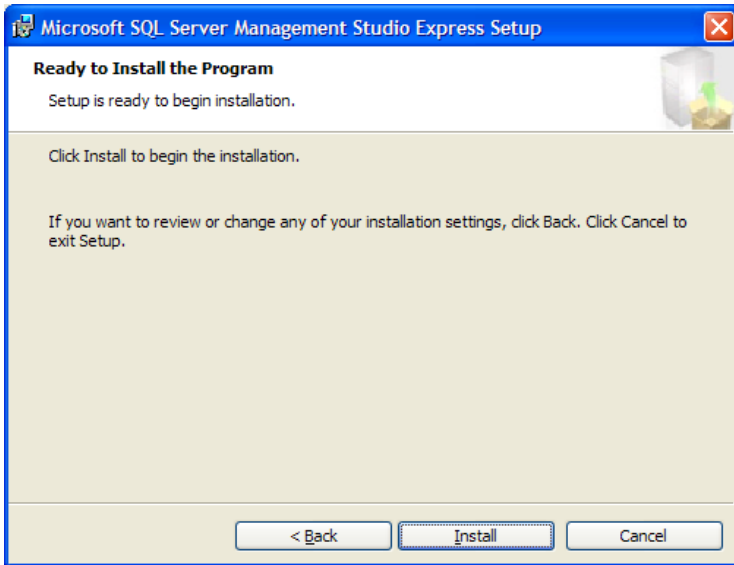 Microsoft SQL Server Management Studio Express Setup
Ready to Install the Program
Setup is ready to begin installation.
Click Install to begin the installation.
If you want to review or change any of your installation settings, click Back. Click Cancel to
exit Setup.
< Back Install Cancel